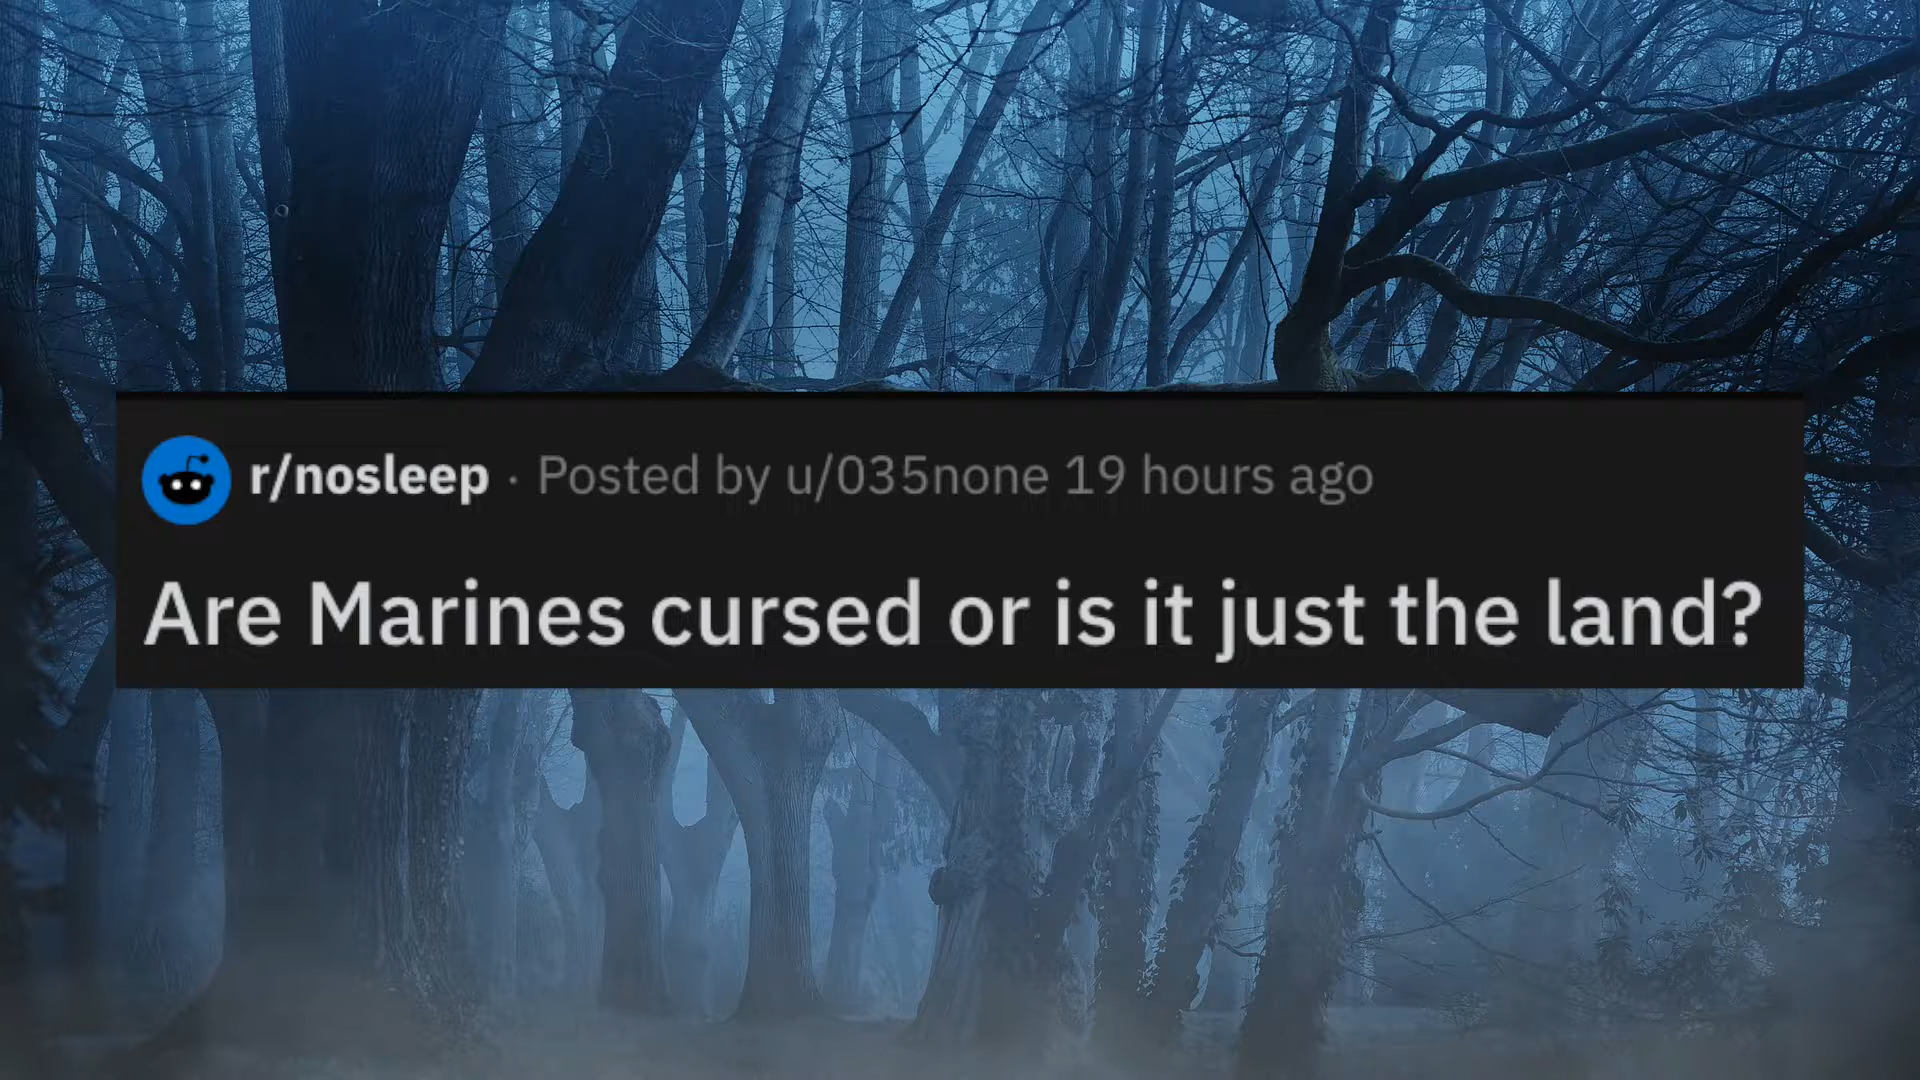 r/nosleep · Posted by u/035none 19 hours ago
Are Marines cursed or is it just the land?